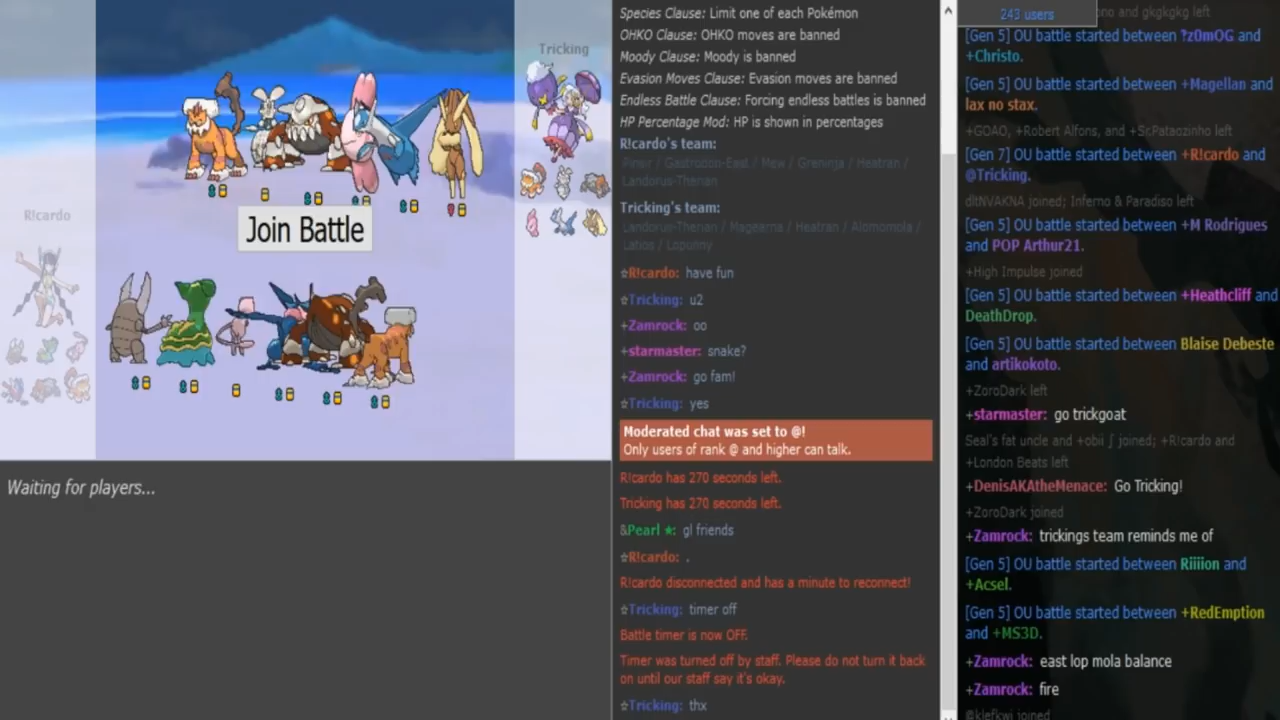 Tricking
R!cardo
Join Battle
Waiting for players...
Species Clause: Limit one of each Pokémon
OHKO Clause: OHKO moves are banned
Moody Clause: Moody is banned
Evasion Moves Clause: Evasion moves are banned
Endless Battle Clause: Forcing endless battles is banned
HP Percentage Mod: HP is shown in percentages
R!cardo's team:
Pinsir / Gastrodon-East / Mew / Greninja / Heatran /
Landorus-Therian
Tricking's team:
Landorus-Therian / Magearna / Heatran / Alomomola /
Latios / Lopunny
☆R!cardo: have fun
☆Tricking: u2
+Zamrock: oo
+starmaster: snake?
+Zamrock: go fam!
☆Tricking: yes
Moderated chat was set to @!
Only users of rank @ and higher can talk.
R!cardo has 270 seconds left.
Tricking has 270 seconds left.
&Pearl ★: gl friends
☆R!cardo: .
R!cardo disconnected and has a minute to reconnect!
☆Tricking: timer off
Battle timer is now OFF.
Timer was turned off by staff. Please do not turn it back
on until our staff say it's okay.
☆Tricking: thx
243 users
and gkgkgkg left
[Gen 5] OU battle started between ?z0mOG and
+Christo.
[Gen 5] OU battle started between +Magellan and
lax no stax.
+GOAO, +Robert Alfons, and +Sr.Pataozinho left
[Gen 7] OU battle started between +R!cardo and
@Tricking.
dltNVAKNA joined; Inferno & Paradiso left
[Gen 5] OU battle started between +M Rodrigues
and POP Arthur21.
+High Impulse joined
[Gen 5] OU battle started between +Heathcliff and
DeathDrop.
[Gen 5] OU battle started between Blaise Debeste
and artikokoto.
+ZoroDark left
+starmaster: go trickgoat
Seal's fat uncle and +obii ʃ joined; +R!cardo and
+London Beats left
+DenisAKAtheMenace: Go Tricking!
+ZoroDark joined
+Zamrock: trickings team reminds me of
[Gen 5] OU battle started between Riiiion and
+Acsel.
[Gen 5] OU battle started between +RedEmption
and +MS3D.
+Zamrock: east lop mola balance
+Zamrock: fire
@klefkwi joined